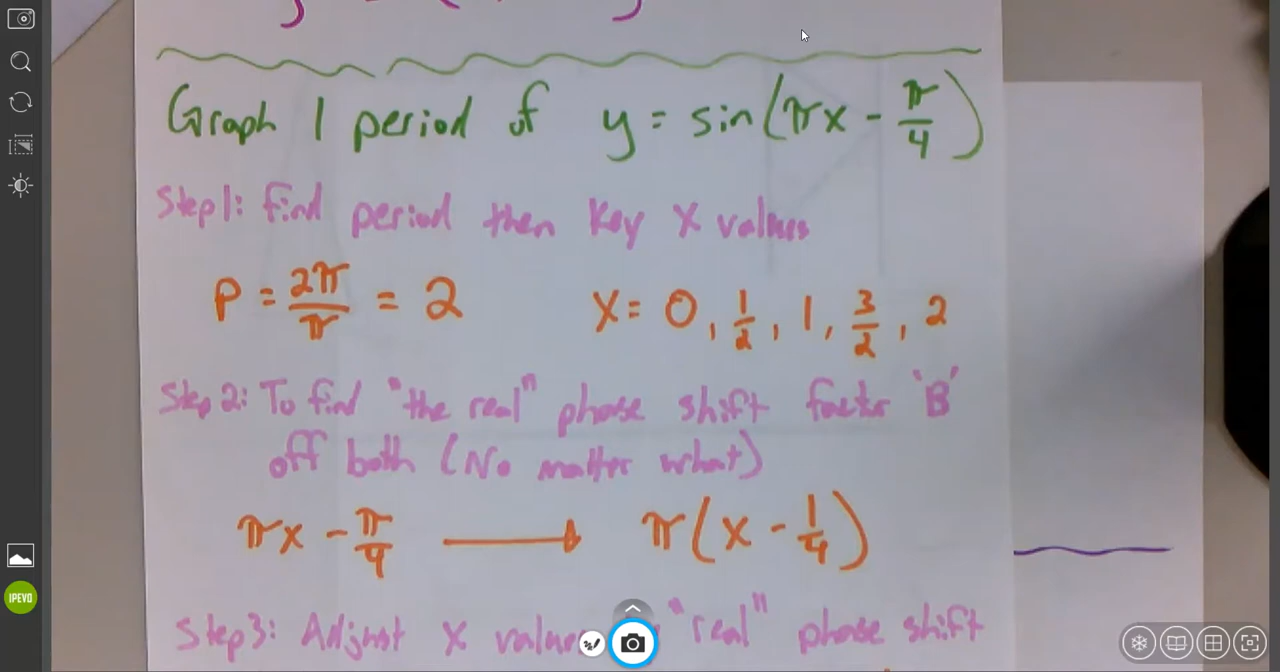 Graph 1 period of y = sin(πx - π/4)
Step 1: Find period then Key X values
P = 2π/π = 2    X = 0, 1/2, 1, 3/2, 2
Step 2: To find "the real" phase shift factor 'B'
off both (No matter what)
πx - π/4 → π(x - 1/4)
Step 3: Adjust X "real" phase shift
IPEVO